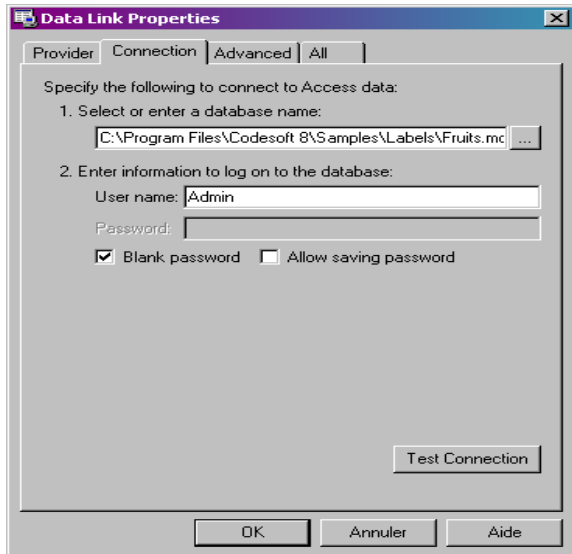 Data Link Properties
Provider Connection Advanced All
Specify the following to connect to Access data:
1. Select or enter a database name:
C:\Program Files\Codesoft 8\Samples\Labels\Fruits.mc ...
2. Enter information to log on to the database:
User name: Admin
Password:
Blank password Allow saving password
Test Connection
OK Annuler Aide